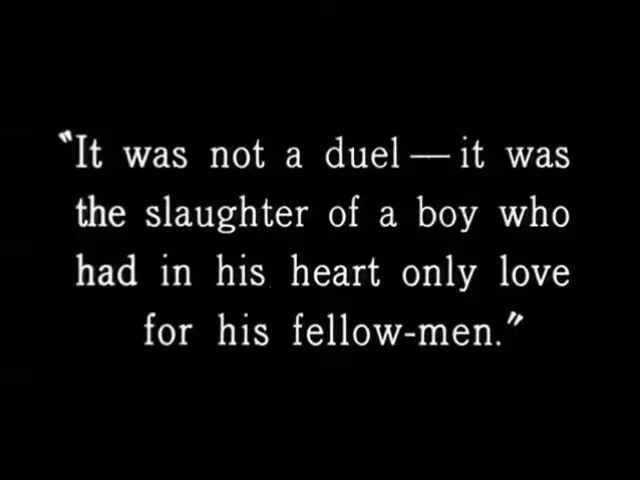 "It was not a duel — it was
the slaughter of a boy who
had in his heart only love
for his fellow-men."